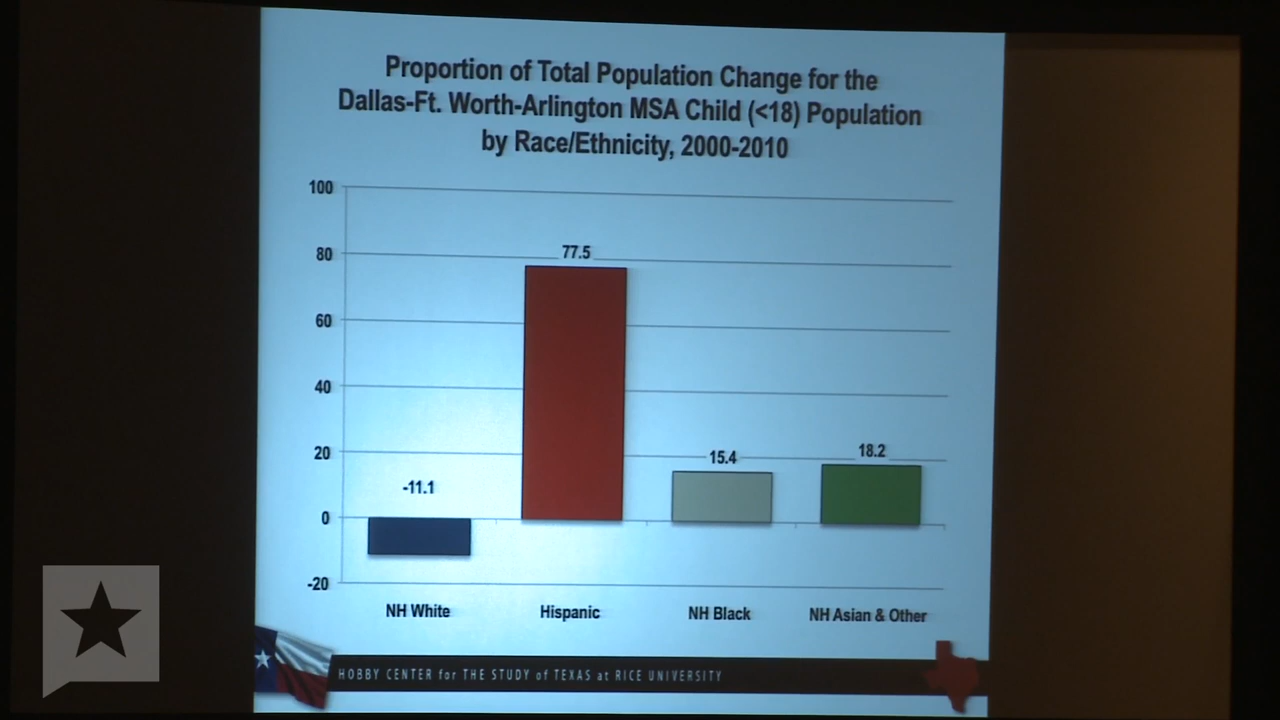 Proportion of Total Population Change for the
Dallas-Ft. Worth-Arlington MSA Child (<18) Population
by Race/Ethnicity, 2000-2010
100
80
60
40
20
0
-20
-11.1
77.5
15.4
18.2
NH White
Hispanic
NH Black
NH Asian & Other
HOBBY CENTER for THE STUDY of TEXAS at RICE UNIVERSITY